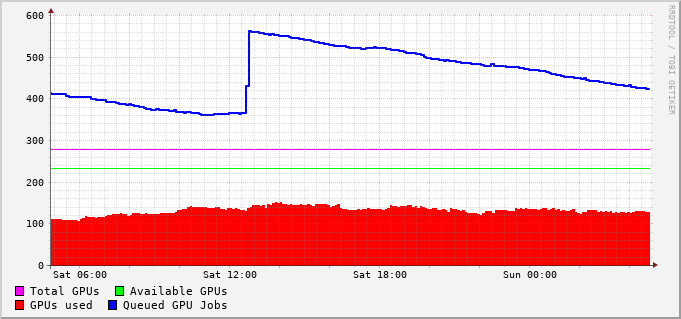 600
500
400
300
200
100
0
Sat 06:00 Sat 12:00 Sat 18:00 Sun 00:00
Total GPUs Available GPUs
GPUs used Queued GPU Jobs
RRDTOOL / TOBI OETIKER